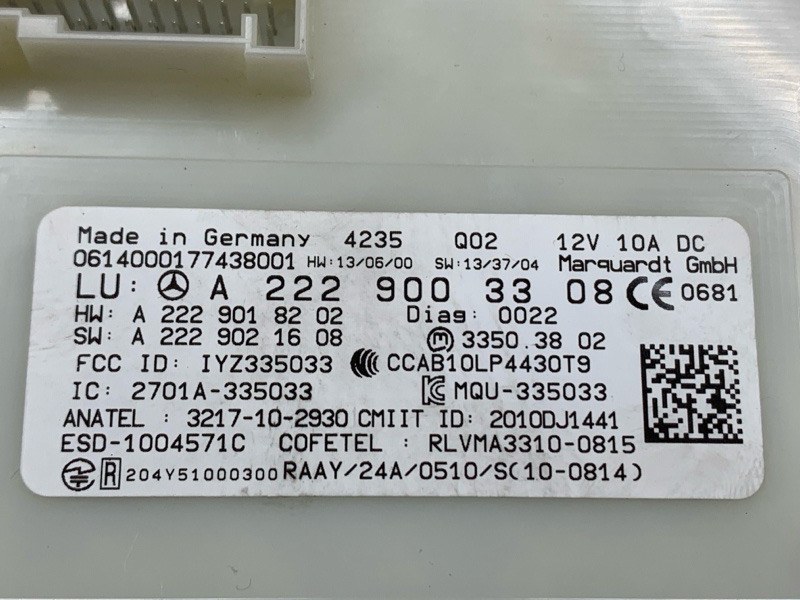 Made in Germany 4235 Q02 12V 10A DC
0614000177438001 HW:13/06/00 SW:13/37/04 Marquardt GmbH
LU: A 222 900 33 08 CE 0681
HW: A 222 901 82 02 Diag: 0022
SW: A 222 902 16 08 M 3350.38 02
FCC ID: IYZ335033 CCAB10LP4430T9
IC: 2701A-335033 MQU-335033
ANATEL : 3217-10-2930 CMIIT ID: 2010DJ1441
ESD-1004571C COFETEL : RLVMA3310-0815
R 204Y51000300 RAAY/24A/0510/S(10-0814)